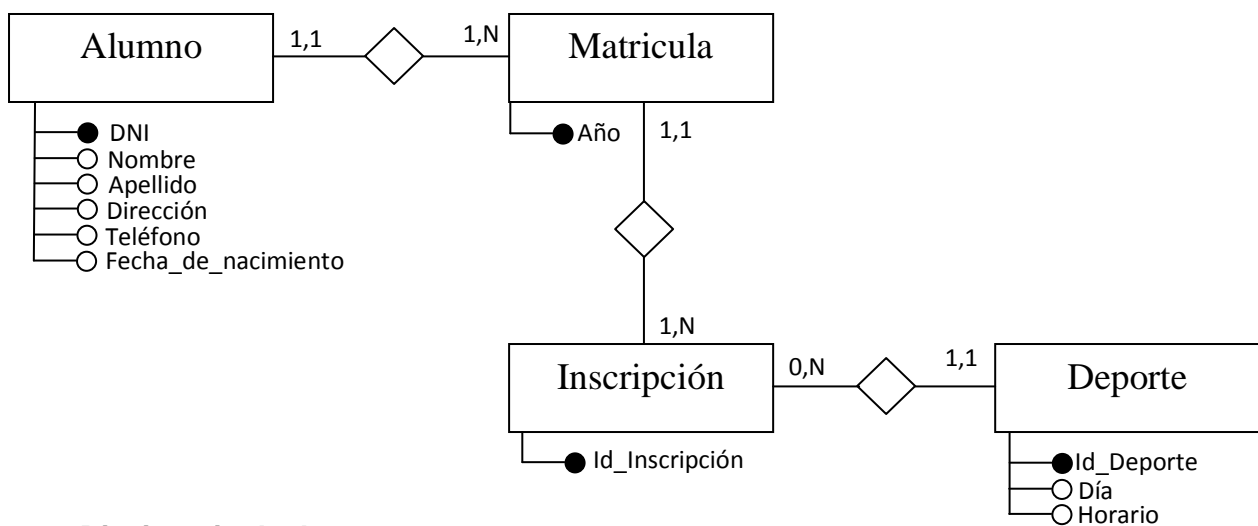 Alumno
1,1
1,N
Matricula
DNI
Nombre
Apellido
Dirección
Teléfono
Fecha_de_nacimiento
Año
1,1
1,N
Inscripción
0,N
1,1
Deporte
Id_Inscripción
Id_Deporte
Día
Horario